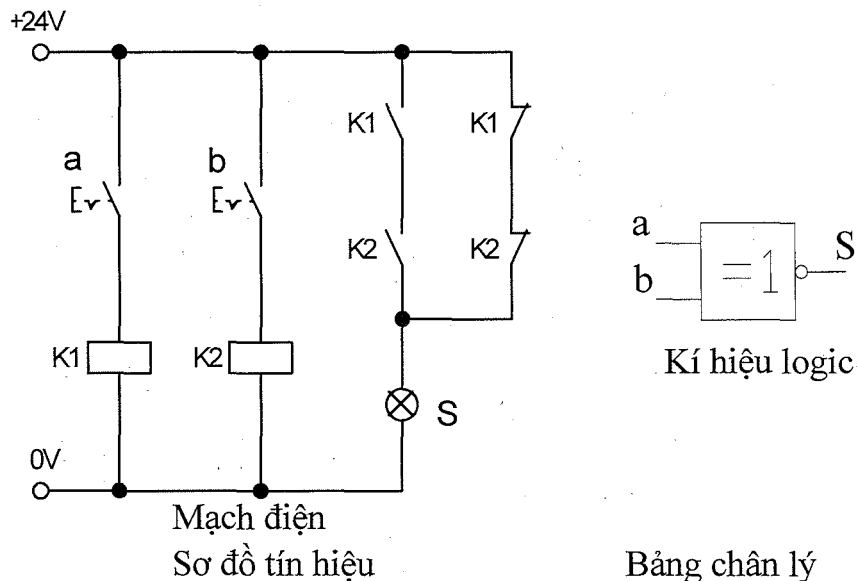 +24V
K1 K1
a b
a
K2 K2 =1 S
b
K1 K2
Kí hiệu logic
S
0V
Mạch điện
Sơ đồ tín hiệu Bảng chân lý